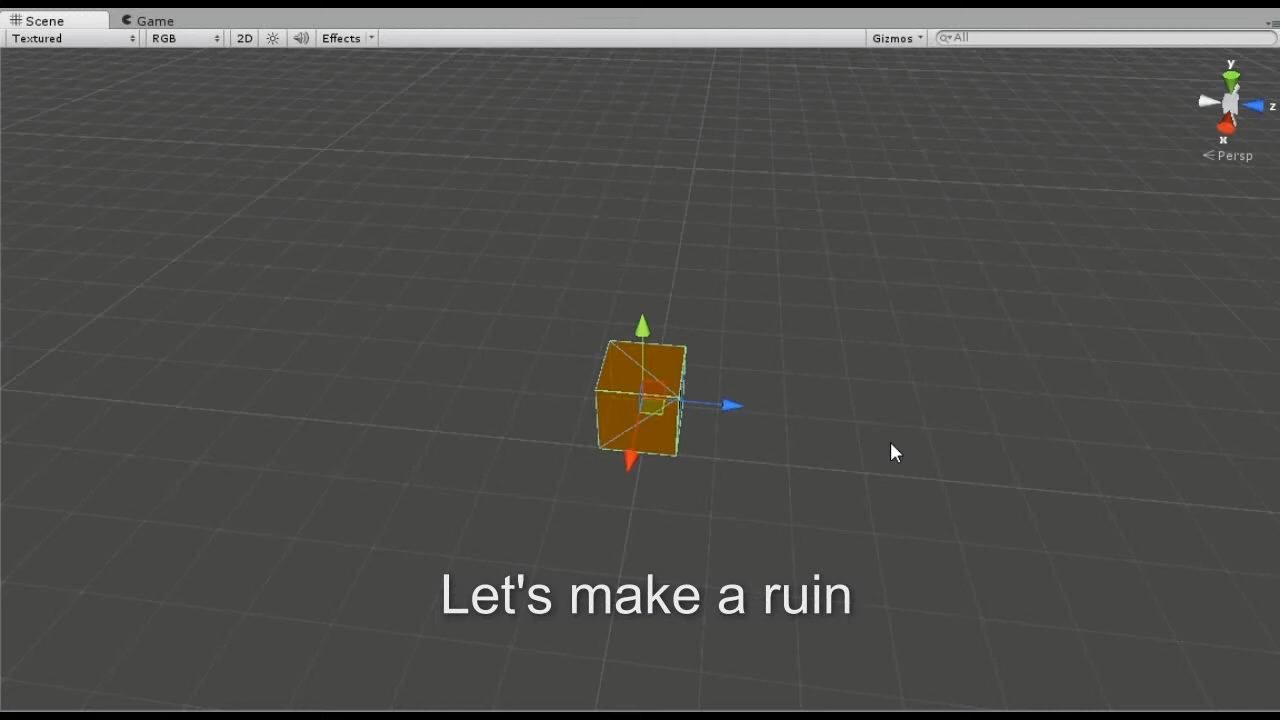 Scene Game
Textured RGB 2D Effects Gizmos All
y
z
x
Persp
Let's make a ruin